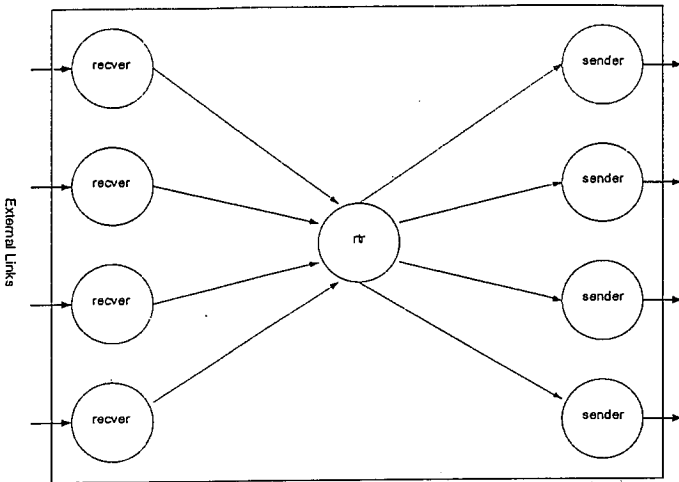 recver
sender
recver
sender
rtr
External Links
recver
sender
recver
sender